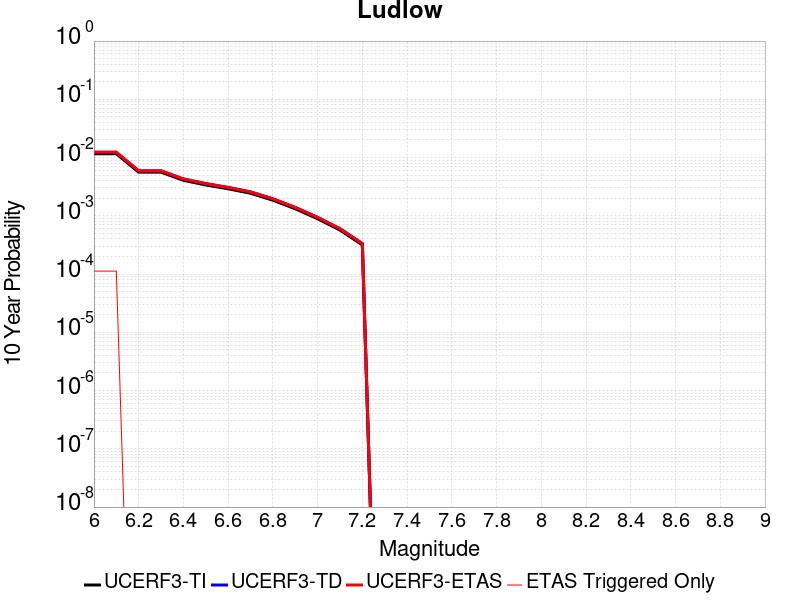 Ludlow
10^0
10^-1
10^-2
10^-3
10^-4
10^-5
10^-6
10^-7
10^-8
10 Year Probability
6 6.2 6.4 6.6 6.8 7 7.2 7.4 7.6 7.8 8 8.2 8.4 8.6 8.8 9
Magnitude
UCERF3-TI UCERF3-TD UCERF3-ETAS ETAS Triggered Only